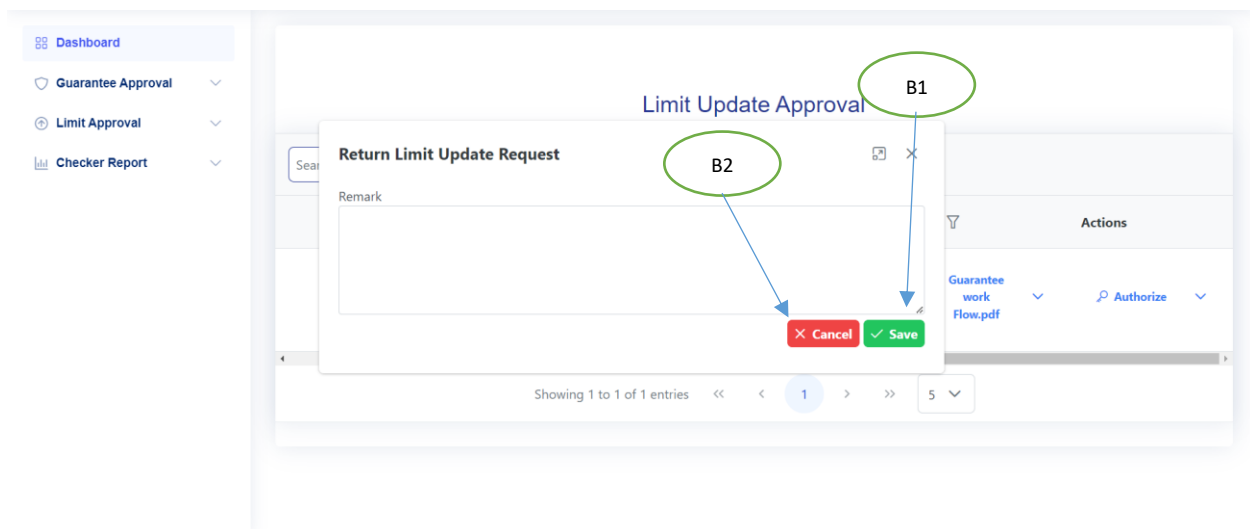 Dashboard
Guarantee Approval
Limit Approval
Checker Report
Limit Update Approval
B1
Sear
Return Limit Update Request
B2
Remark
Actions
Guarantee
work
Flow.pdf
Authorize
Cancel
Save
Showing 1 to 1 of 1 entries
1
5